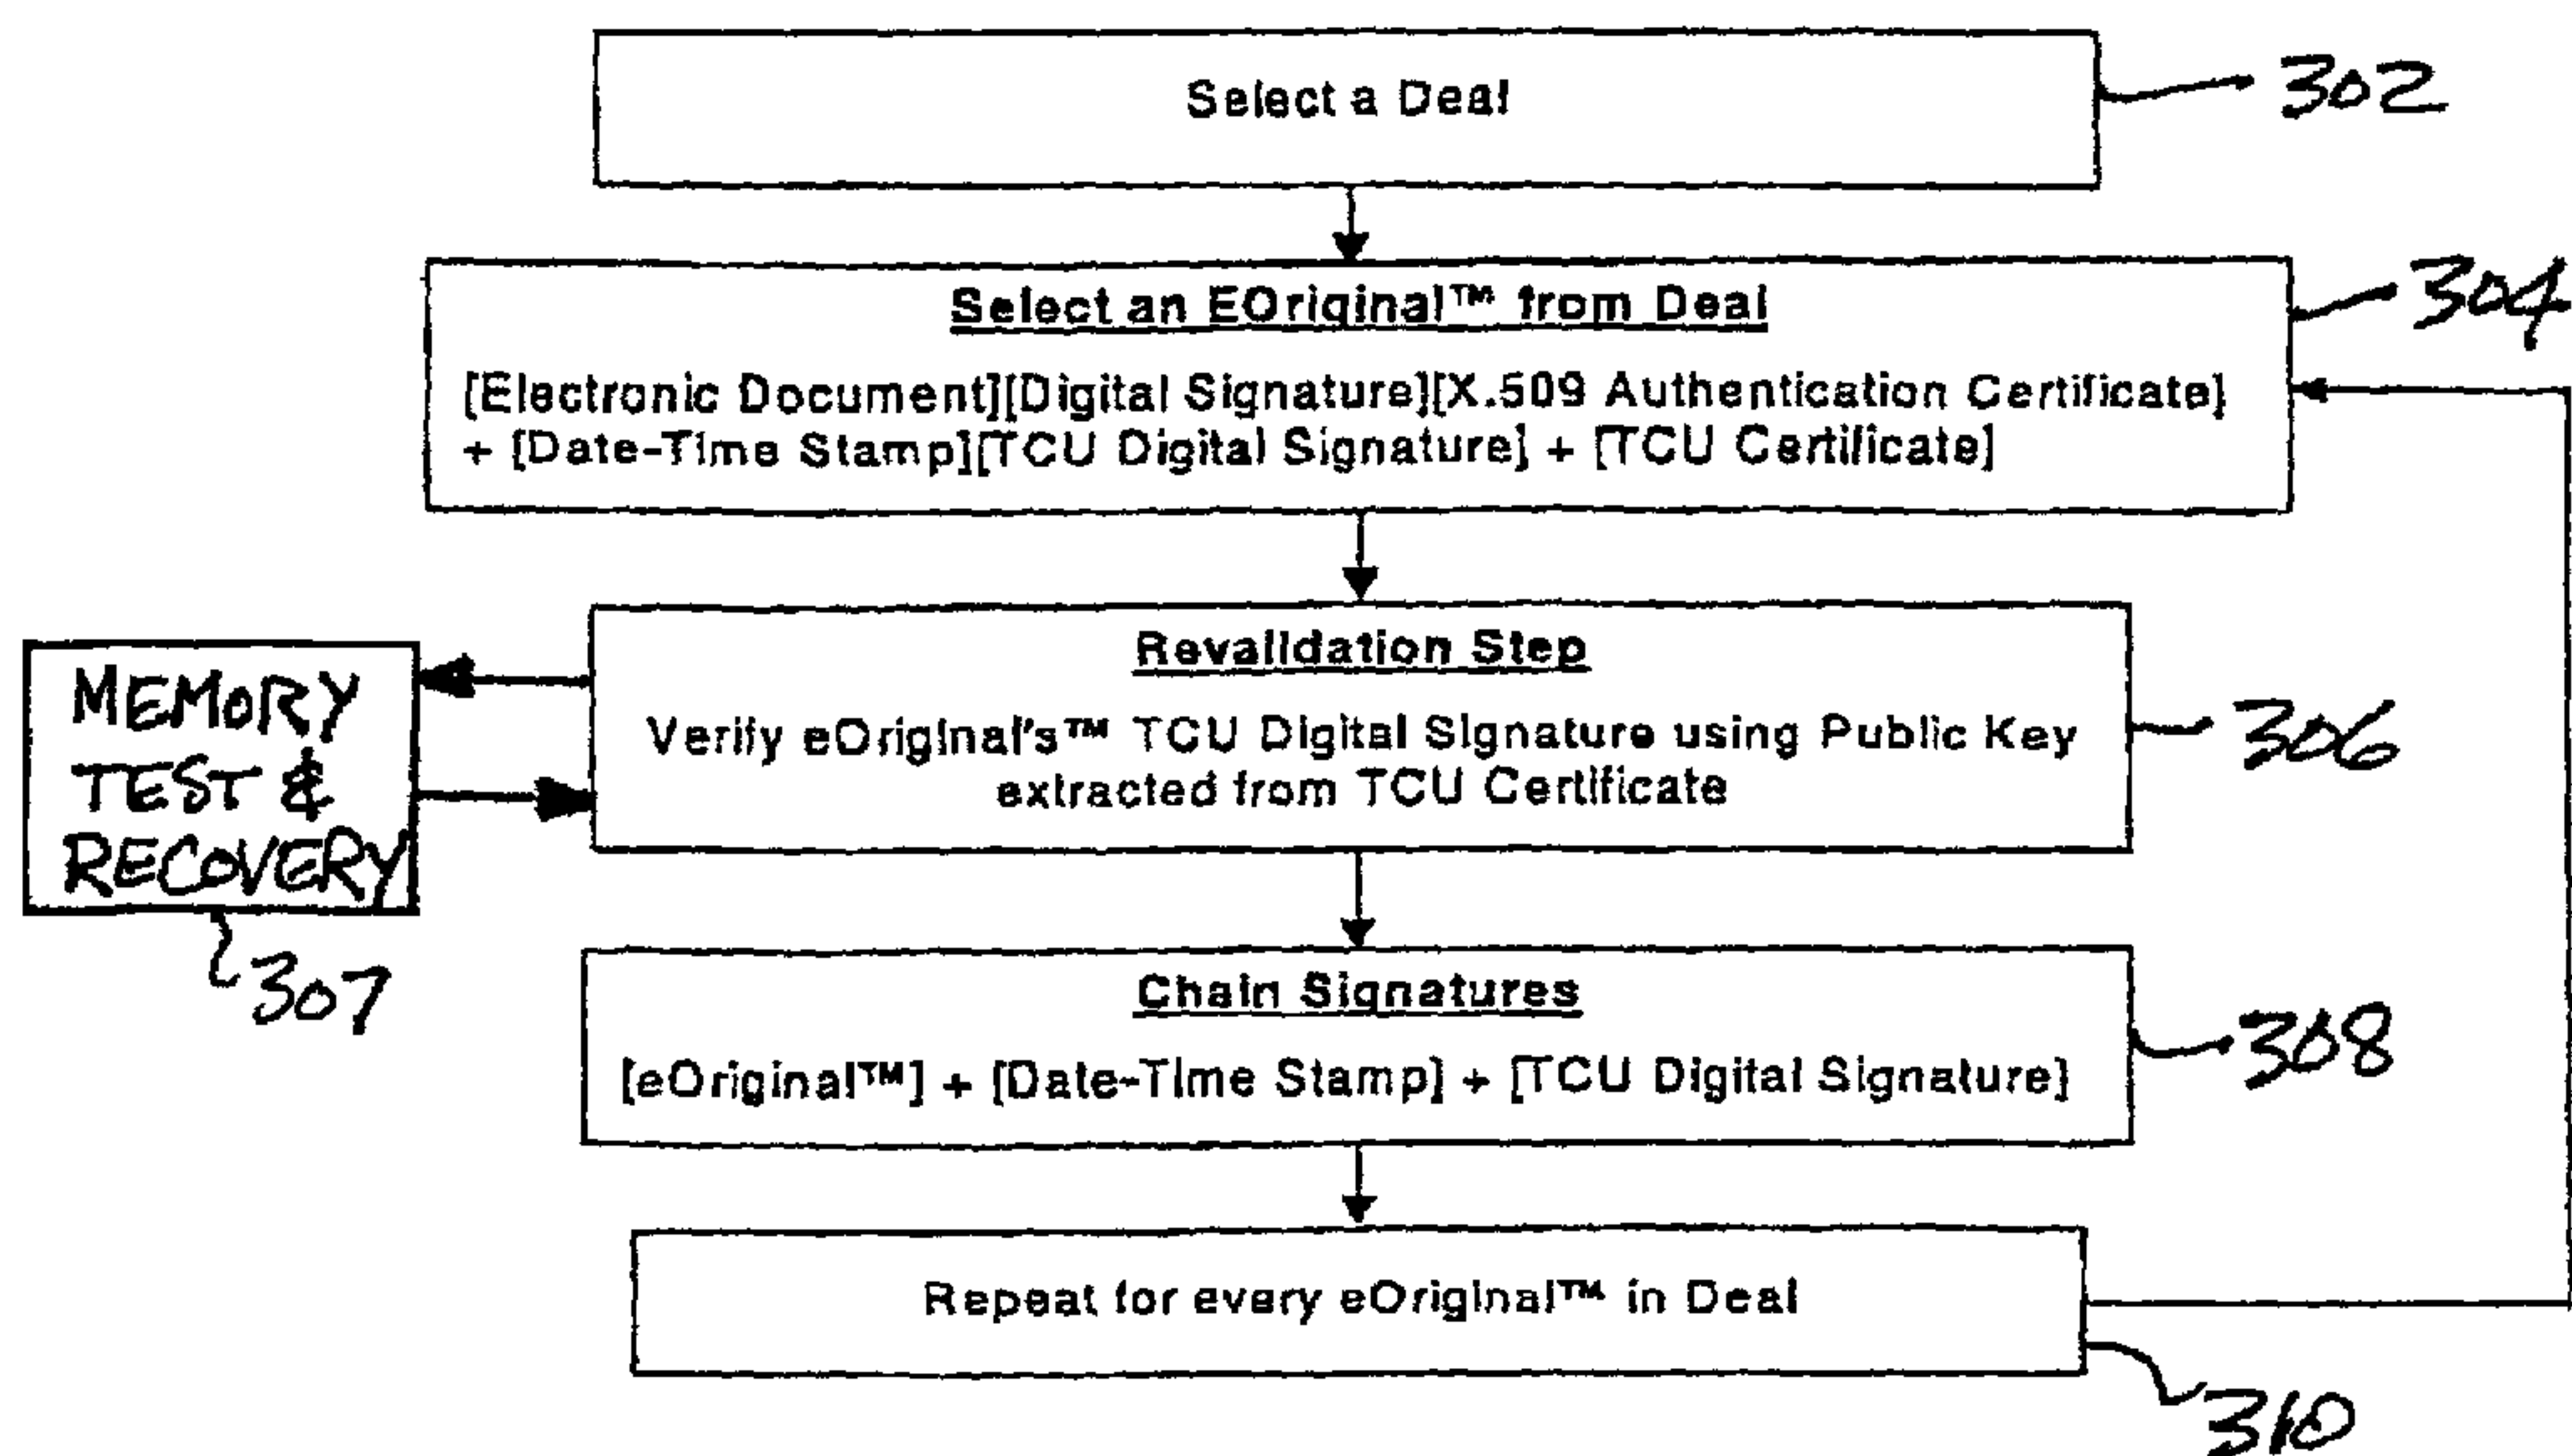 Select a Deal
302
Select an EOriginal™ from Deal
304
[Electronic Document][Digital Signature][X.509 Authentication Certificate]
+ [Date-Time Stamp][TCU Digital Signature] + [TCU Certificate]
Revalidation Step
Verify eOriginal's™ TCU Digital Signature using Public Key
extracted from TCU Certificate
306
MEMORY
TEST &
RECOVERY
307
Chain Signatures
[eOriginal™] + [Date-Time Stamp] + [TCU Digital Signature]
308
Repeat for every eOriginal™ in Deal
310